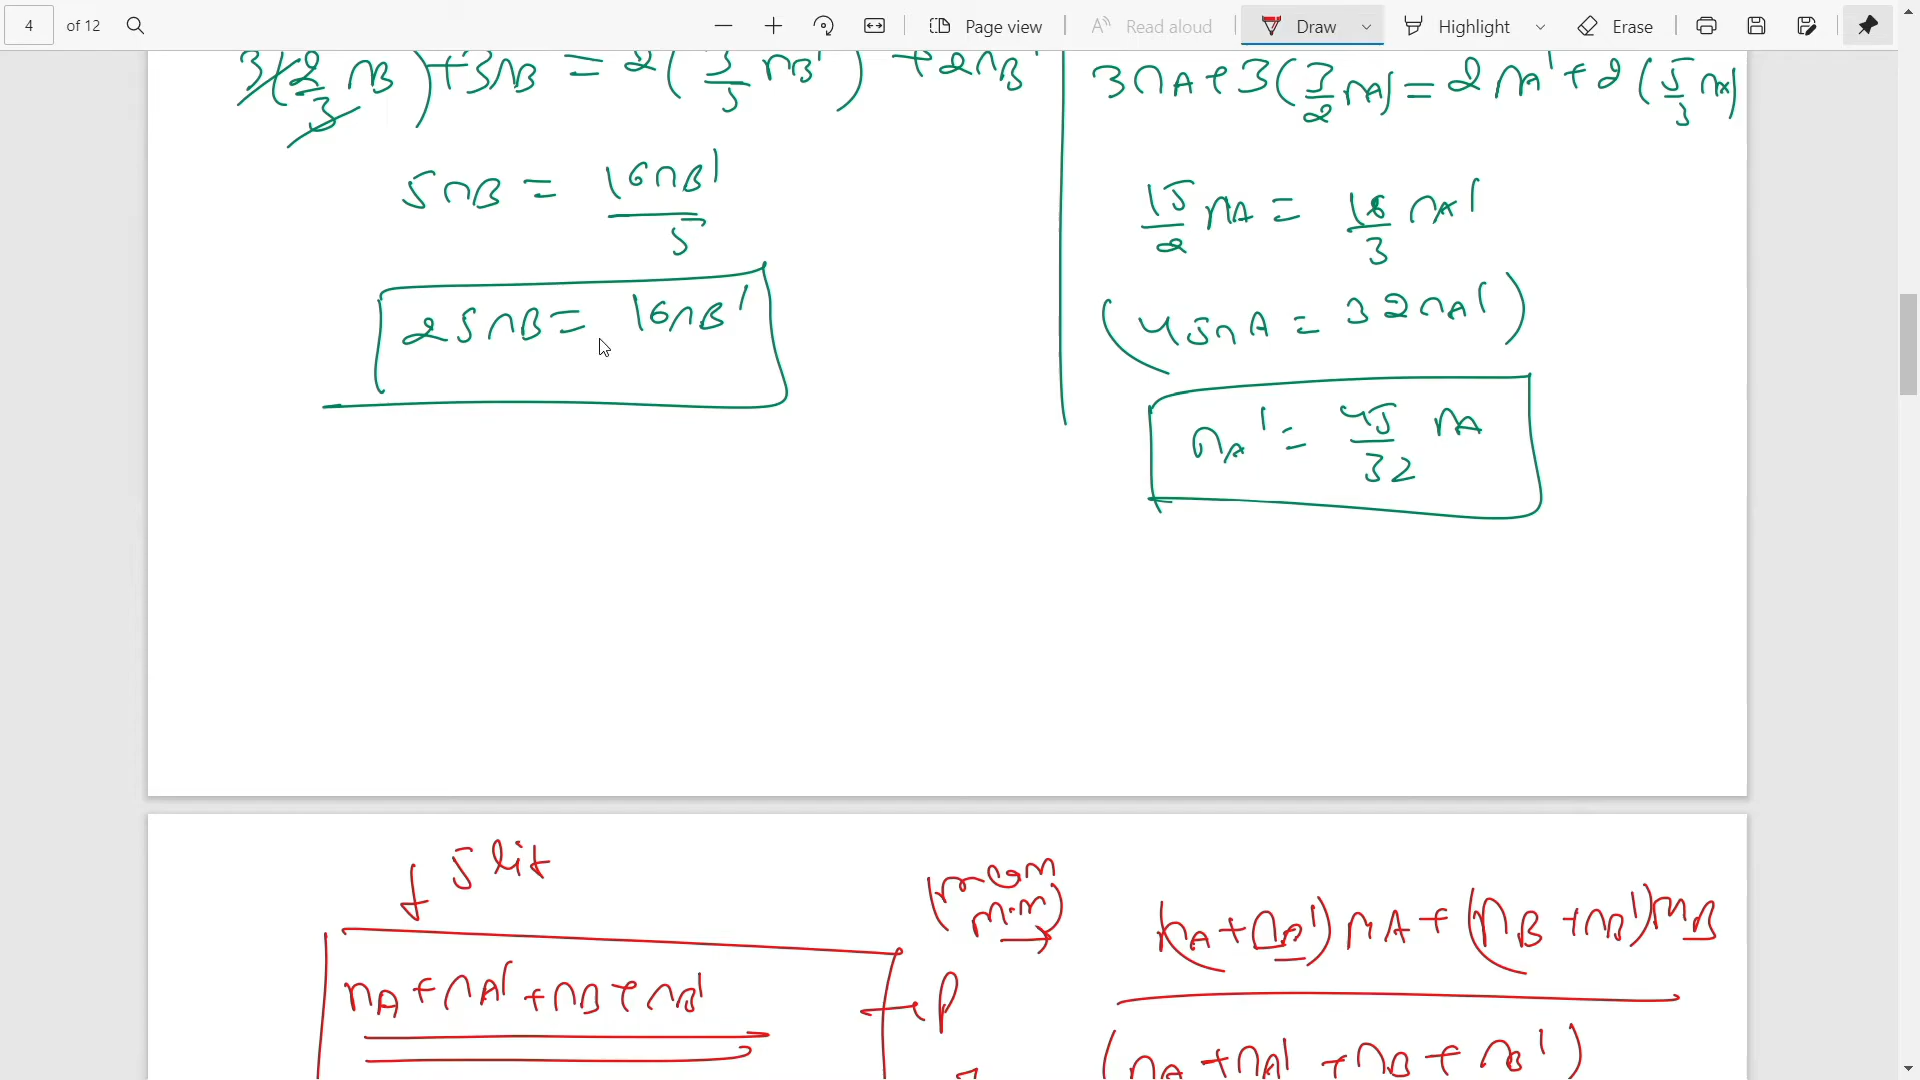 4 of 12 Page view Read aloud Draw Highlight Erase
3(2/3 nB) + 3nB = 2(3/5 nB') + 2nB'
5nB = 16nB'/5
25nB = 16nB'
3nA + 3(3/2 nA) = 2nA' + 2(5/3 nA)
15/2 nA = 16/3 nA'
(45nA = 32nA')
nA' = 45/32 nA
5 lit
nA + nA' + nB + nB'
P
(mean
m.m)
(nA + nA')MA + (nB + nB')MB
(nA + nA' + nB + nB')